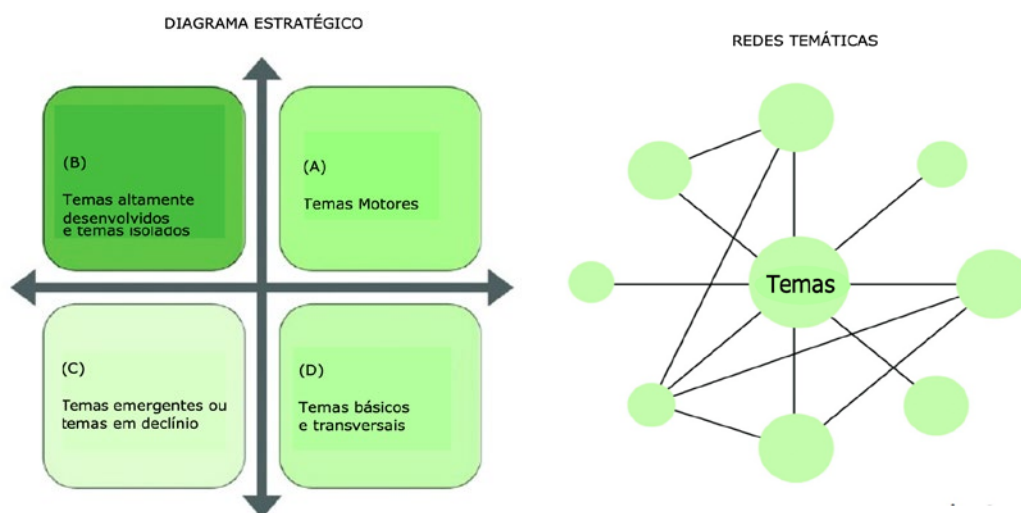 DIAGRAMA ESTRATÉGICO
(B)
Temas altamente
desenvolvidos
e temas isolados
(A)
Temas Motores
(C)
Temas emergentes ou
temas em declínio
(D)
Temas básicos
e transversais
REDES TEMÁTICAS
Temas